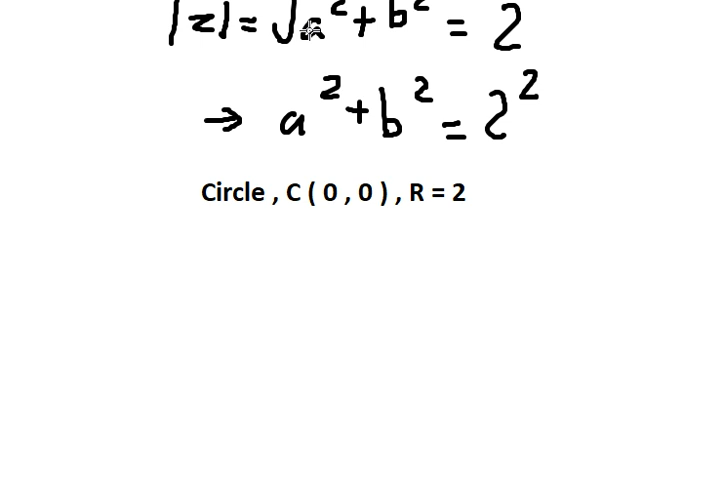 |z| = √a² + b² = 2
→ a² + b² = 2²
Circle , C ( 0 , 0 ) , R = 2